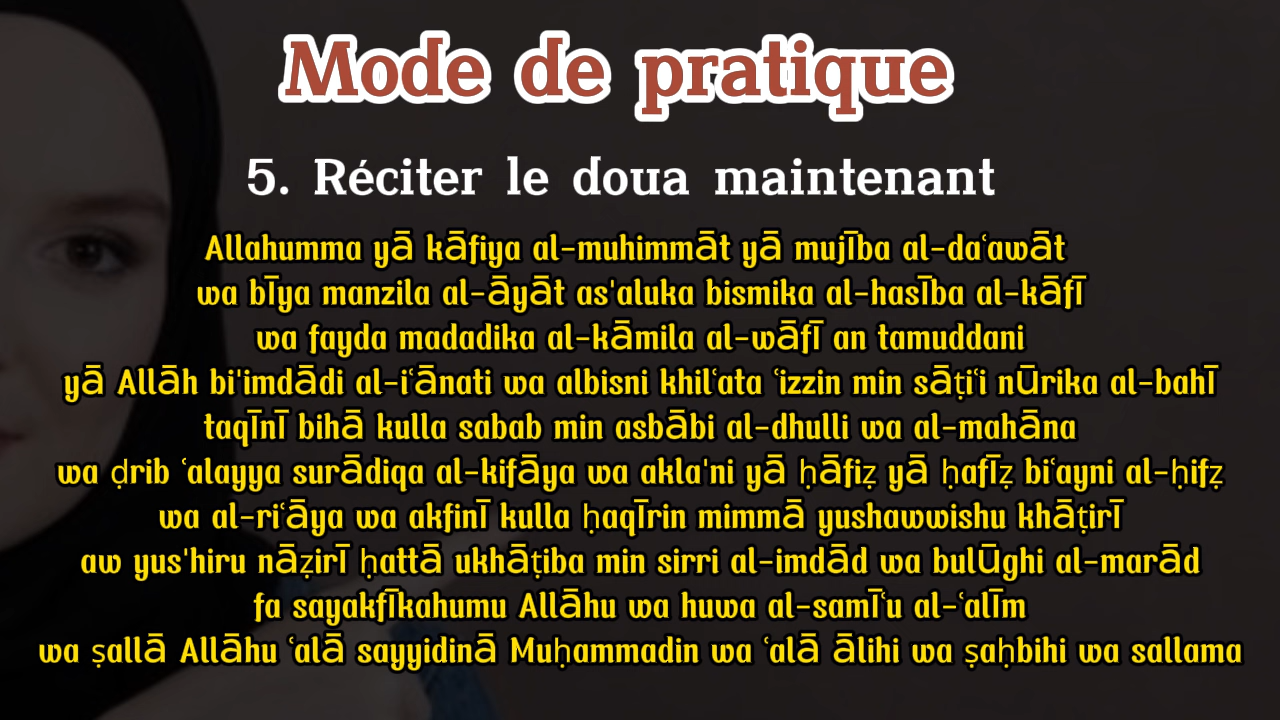 Mode de pratique
5. Réciter le doua maintenant
Allahumma yā kāfiya al-muhimmāt yā mujība al-daʿawāt
wa bīya manzila al-āyāt as'aluka bismika al-hasība al-kāfī
wa fayda madadika al-kāmila al-wāfī an tamuddani
yā Allāh bi'imdādi al-iʿānati wa albisni khilʿata ʿizzin min sāṭiʿi nūrika al-bahī
taqīnī bihā kulla sabab min asbābi al-dhulli wa al-mahāna
wa ḍrib ʿalayya surādiqa al-kifāya wa akla'ni yā ḥāfiẓ yā ḥafīẓ biʿayni al-ḥifẓ
wa al-riʿāya wa akfinī kulla ḥaqīrin mimmā yushawwishu khāṭirī
aw yus'hiru nāẓirī ḥattā ukhāṭiba min sirri al-imdād wa bulūghi al-marād
fa sayakfīkahumu Allāhu wa huwa al-samīʿu al-ʿalīm
wa ṣallā Allāhu ʿalā sayyidinā Muḥammadin wa ʿalā ālihi wa ṣaḥbihi wa sallama